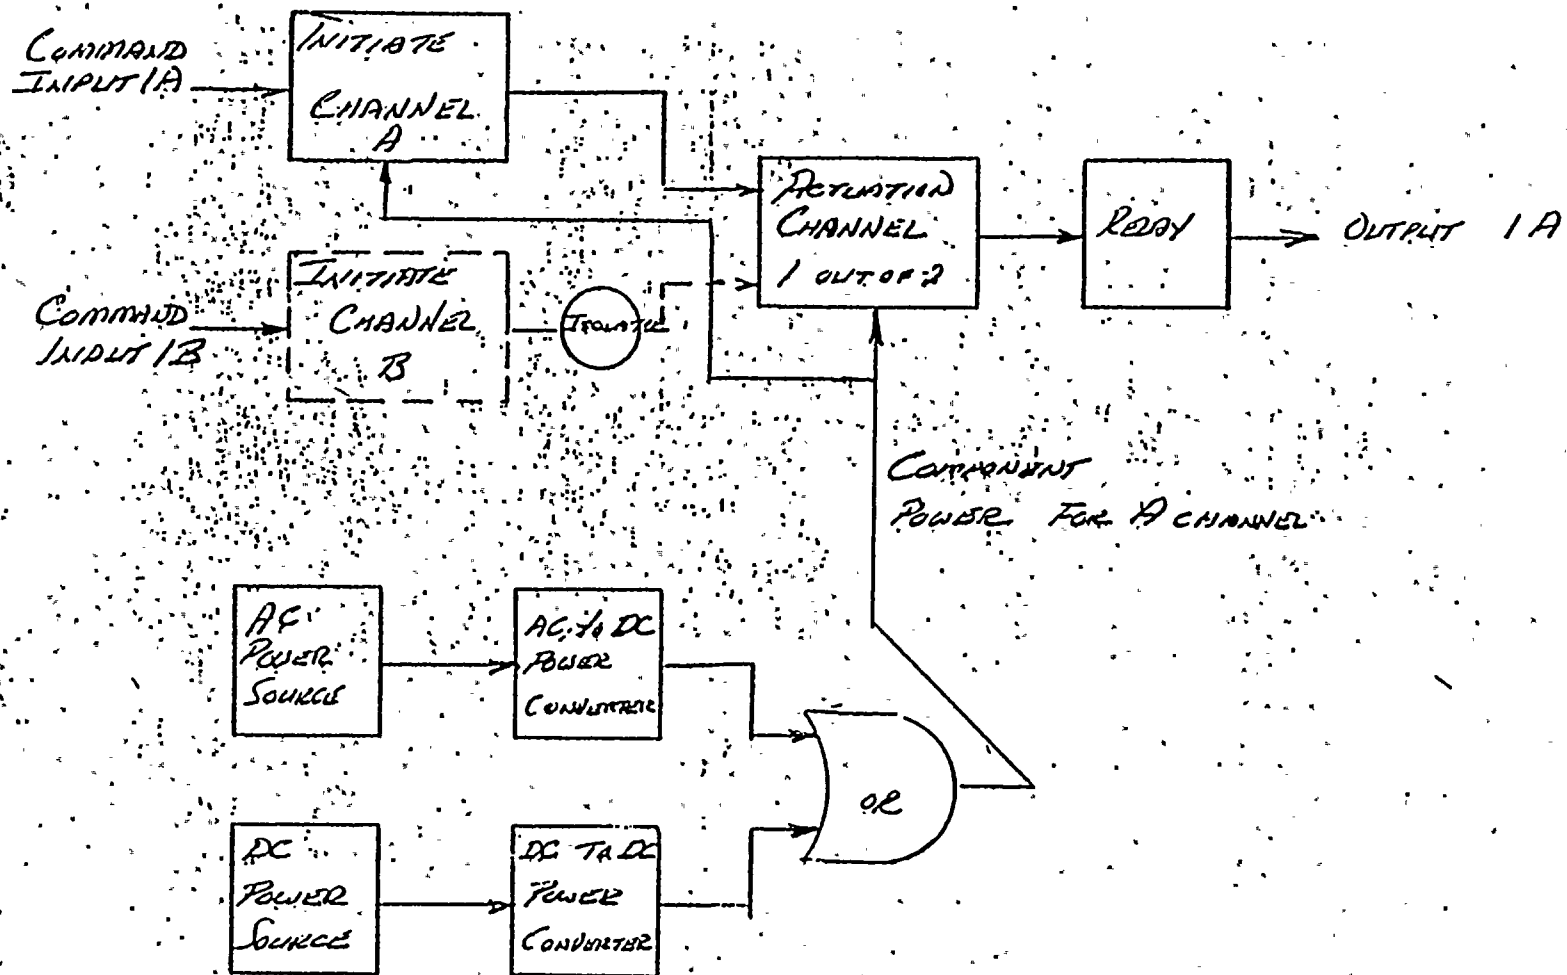 COMMAND
INPUT 1A
INITIATE
CHANNEL
A
COMMAND
INPUT 1B
INITIATE
CHANNEL
B
ISOLATE
ACTUATION
CHANNEL
1 OUT OF 2
RELAY
OUTPUT 1A
COMPONENT
POWER FOR A CHANNEL
AC
POWER
SOURCE
AC TO DC
POWER
CONVERTER
DC
POWER
SOURCE
DC TO DC
POWER
CONVERTER
OR